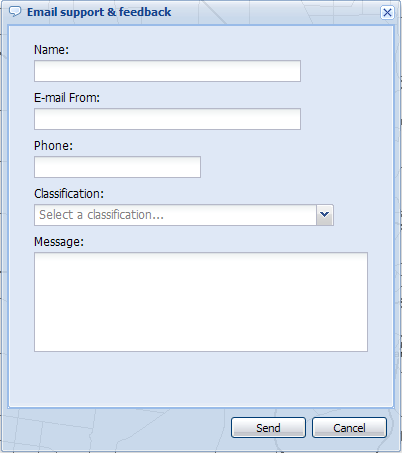 Email support & feedback
Name:
E-mail From:
Phone:
Classification:
Select a classification...
Message:
Send Cancel